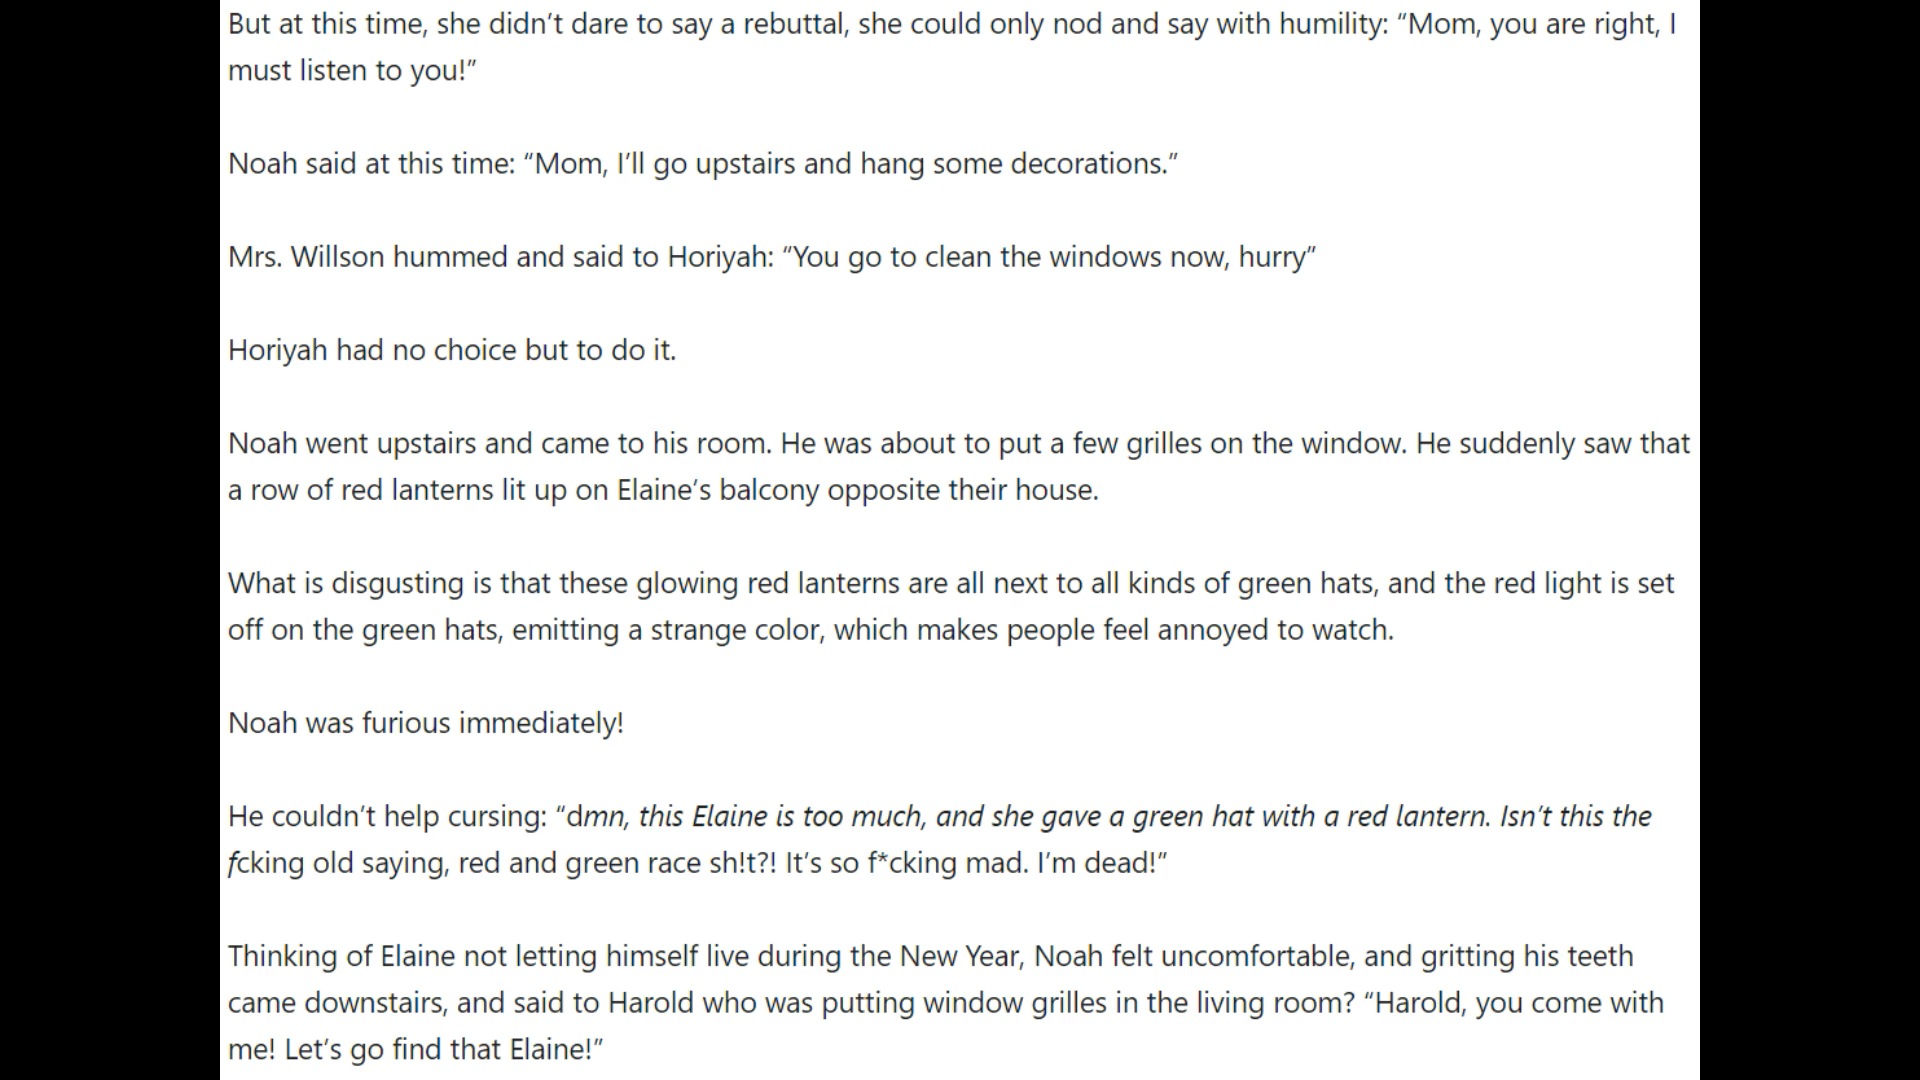 But at this time, she didn’t dare to say a rebuttal, she could only nod and say with humility: “Mom, you are right, I
must listen to you!”
Noah said at this time: “Mom, I’ll go upstairs and hang some decorations.”
Mrs. Willson hummed and said to Horiyah: “You go to clean the windows now, hurry”
Horiyah had no choice but to do it.
Noah went upstairs and came to his room. He was about to put a few grilles on the window. He suddenly saw that
a row of red lanterns lit up on Elaine’s balcony opposite their house.
What is disgusting is that these glowing red lanterns are all next to all kinds of green hats, and the red light is set
off on the green hats, emitting a strange color, which makes people feel annoyed to watch.
Noah was furious immediately!
He couldn’t help cursing: “dmn, this Elaine is too much, and she gave a green hat with a red lantern. Isn’t this the
fcking old saying, red and green race sh!t?! It’s so f*cking mad. I’m dead!”
Thinking of Elaine not letting himself live during the New Year, Noah felt uncomfortable, and gritting his teeth
came downstairs, and said to Harold who was putting window grilles in the living room? “Harold, you come with
me! Let’s go find that Elaine!”